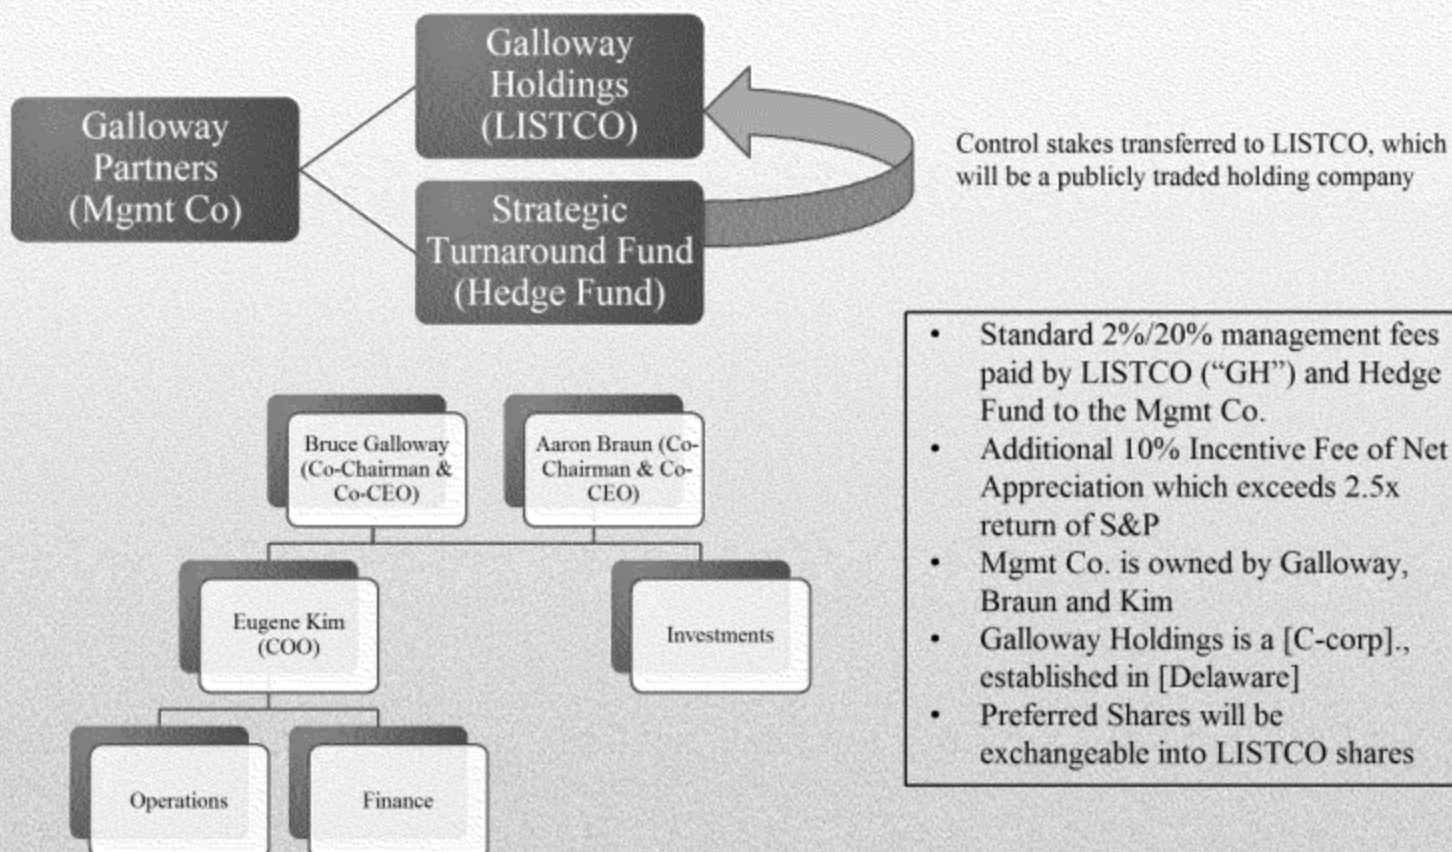 Galloway
Partners
(Mgmt Co)
Galloway
Holdings
(LISTCO)
Strategic
Turnaround Fund
(Hedge Fund)
Control stakes transferred to LISTCO, which
will be a publicly traded holding company
Bruce Galloway
(Co-Chairman &
Co-CEO)
Aaron Braun (Co-
Chairman & Co-
CEO)
Eugene Kim
(COO)
Investments
Operations
Finance
• Standard 2%/20% management fees
paid by LISTCO (“GH”) and Hedge
Fund to the Mgmt Co.
• Additional 10% Incentive Fee of Net
Appreciation which exceeds 2.5x
return of S&P
• Mgmt Co. is owned by Galloway,
Braun and Kim
• Galloway Holdings is a [C-corp].,
established in [Delaware]
• Preferred Shares will be
exchangeable into LISTCO shares